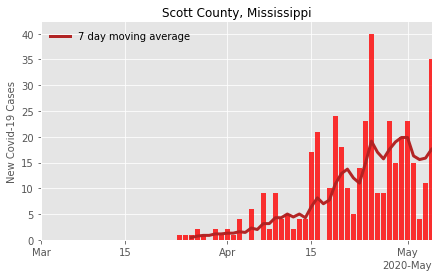 Scott County, Mississippi
7 day moving average
New Covid-19 Cases
40
35
30
25
20
15
10
5
0
Mar 15 Apr 15 May
2020-May